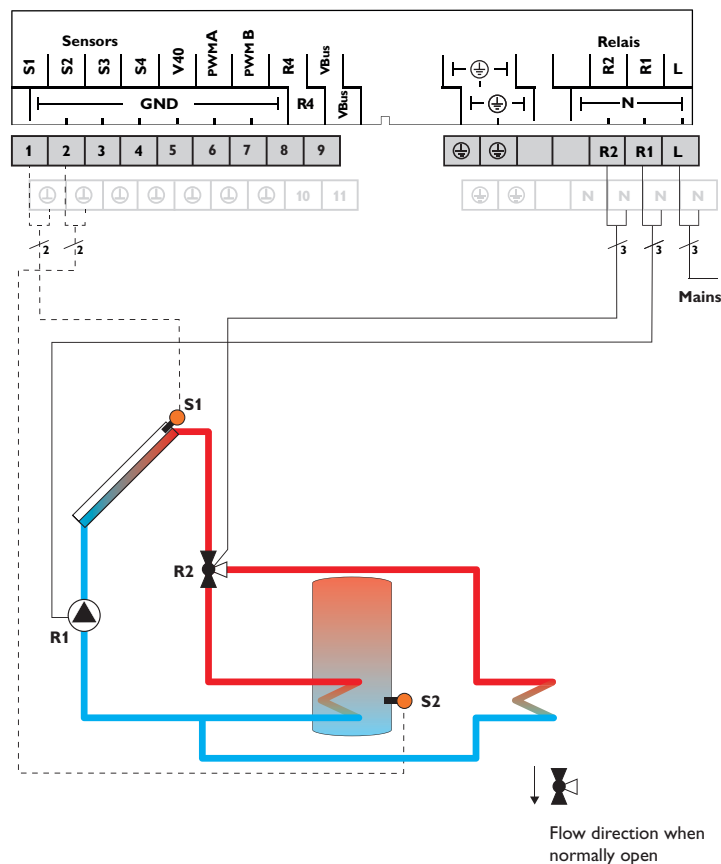 Sensors
Relais
S1 S2 S3 S4 V40 PWMA PWM B R4 VBus
R2 R1 L
GND R4 VBus
N
1 2 3 4 5 6 7 8 9
R2 R1 L
10 11
N N N N
2 2
3 3 3
Mains
S1
R2
R1
S2
Flow direction when
normally open